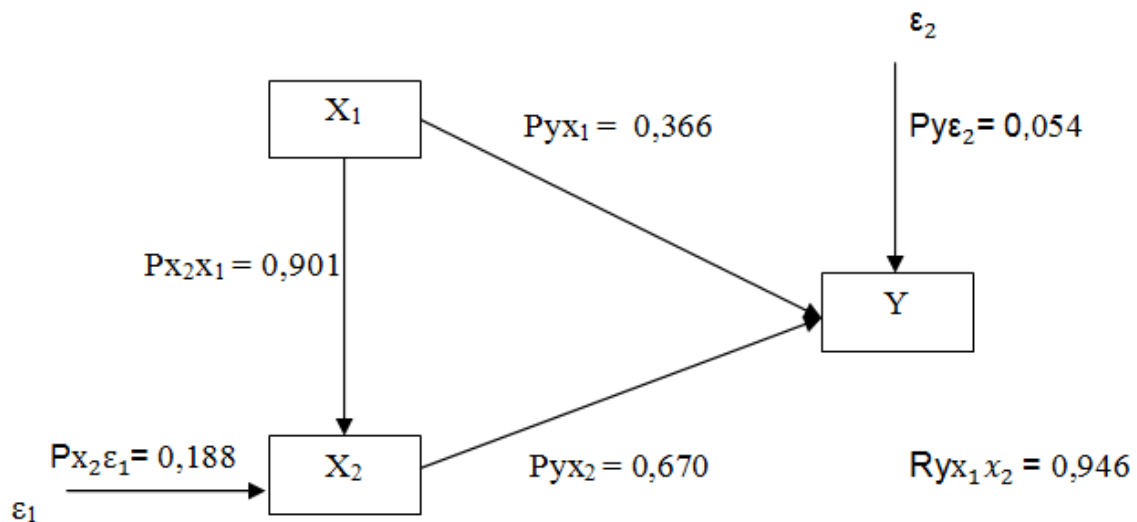 ε₂
X₁
Pyx₁ = 0,366
Pyε₂= 0,054
Px₂x₁ = 0,901
Y
Px₂ε₁= 0,188
X₂
Pyx₂ = 0,670
Ryx₁x₂ = 0,946
ε₁